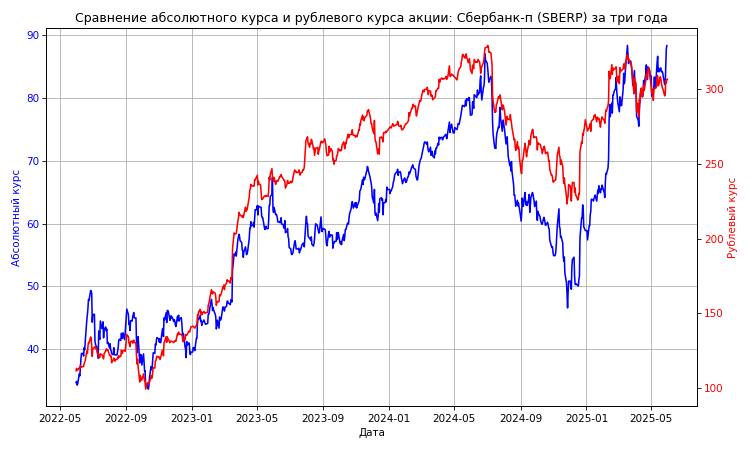 Сравнение абсолютного курса и рублевого курса акции: Сбербанк-п (SBERP) за три года
90
80
70
60
50
40
Абсолютный курс
300
250
200
150
100
Рублевый курс
2022-05 2022-09 2023-01 2023-05 2023-09 2024-01 2024-05 2024-09 2025-01 2025-05
Дата